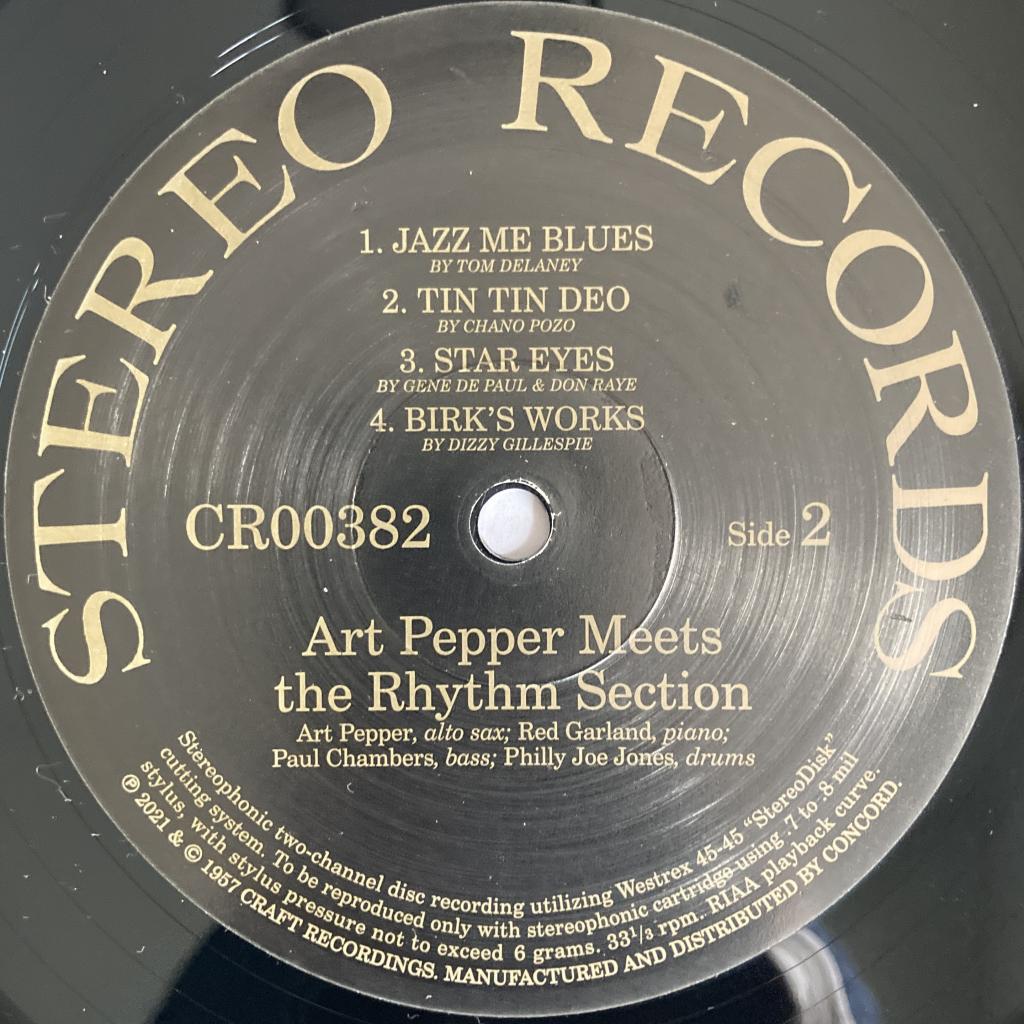 STEREO RECORDS
1. JAZZ ME BLUES
BY TOM DELANEY
2. TIN TIN DEO
BY CHANO POZO
3. STAR EYES
BY GENE DE PAUL & DON RAYE
4. BIRK'S WORKS
BY DIZZY GILLESPIE
CR00382
Side 2
Art Pepper Meets
the Rhythm Section
Art Pepper, alto sax; Red Garland, piano;
Paul Chambers, bass; Philly Joe Jones, drums
Stereophonic two-channel disc recording utilizing Westrex 45-45 “StereoDisk”
cutting system. To be reproduced only with stereophonic cartridge using .7 to .8 mil
stylus, with stylus pressure not to exceed 6 grams. 33 1/3 rpm. RIAA playback curve.
℗ 2021 & © 1957 CRAFT RECORDINGS. MANUFACTURED AND DISTRIBUTED BY CONCORD.